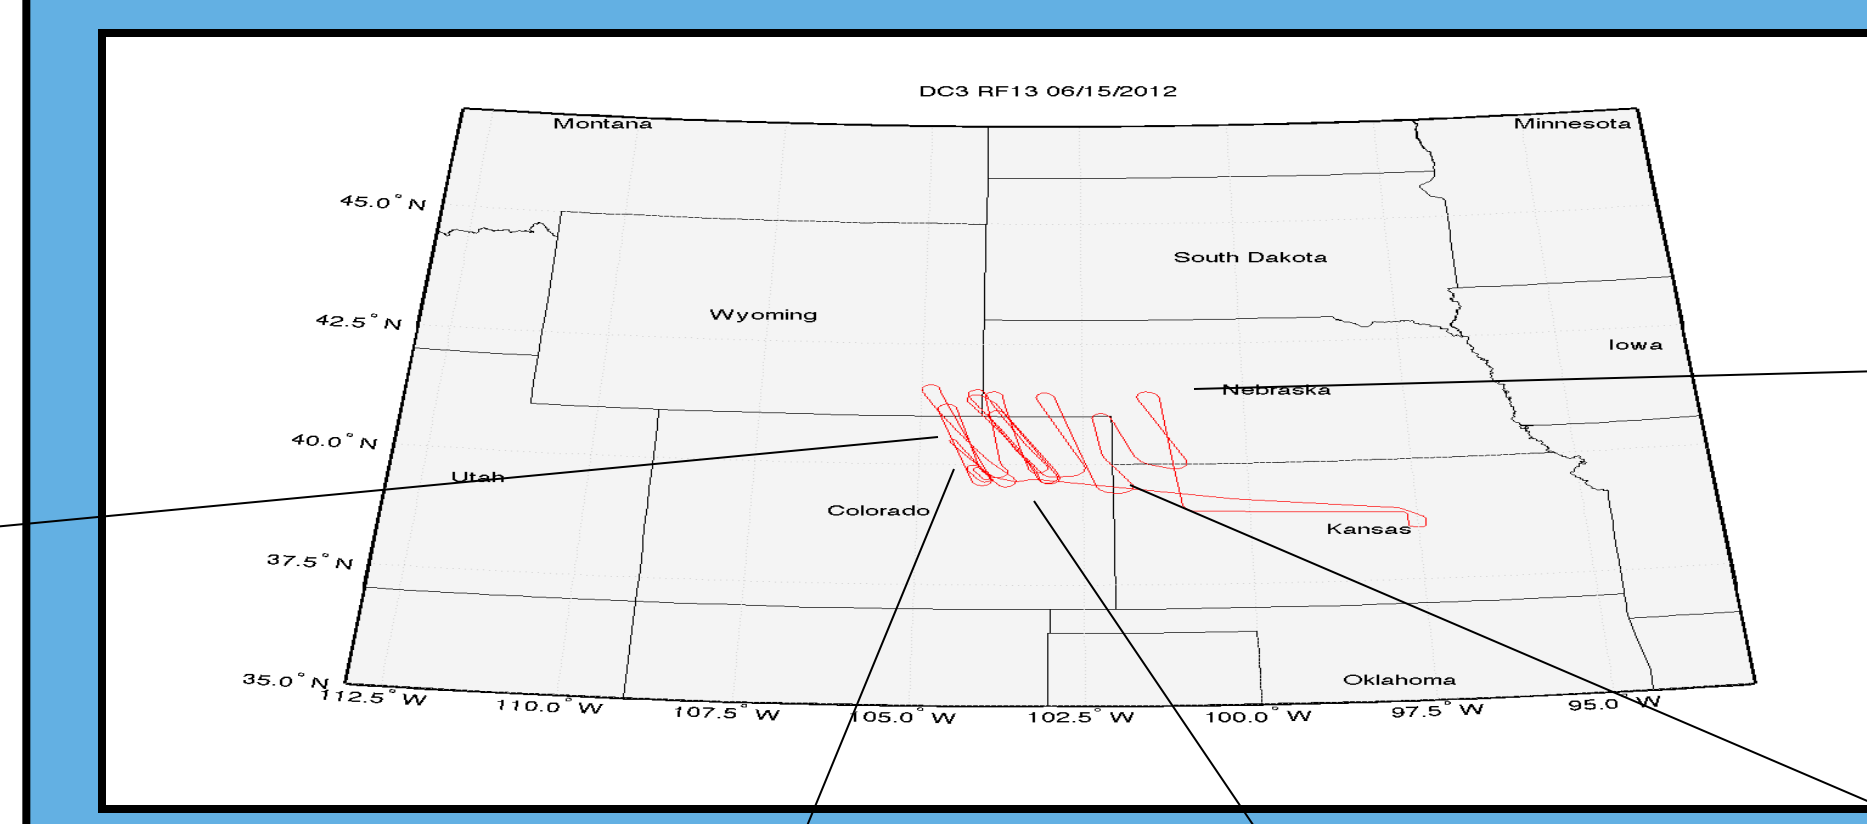 DC3 RF13 06/15/2012
Montana
Minnesota
45.0°N
South Dakota
42.5°N
Wyoming
Iowa
Nebraska
40.0°N
Utah
Colorado
Kansas
37.5°N
35.0°N
Oklahoma
112.5°W
110.0°W
107.5°W
105.0°W
102.5°W
100.0°W
97.5°W
95.0°W